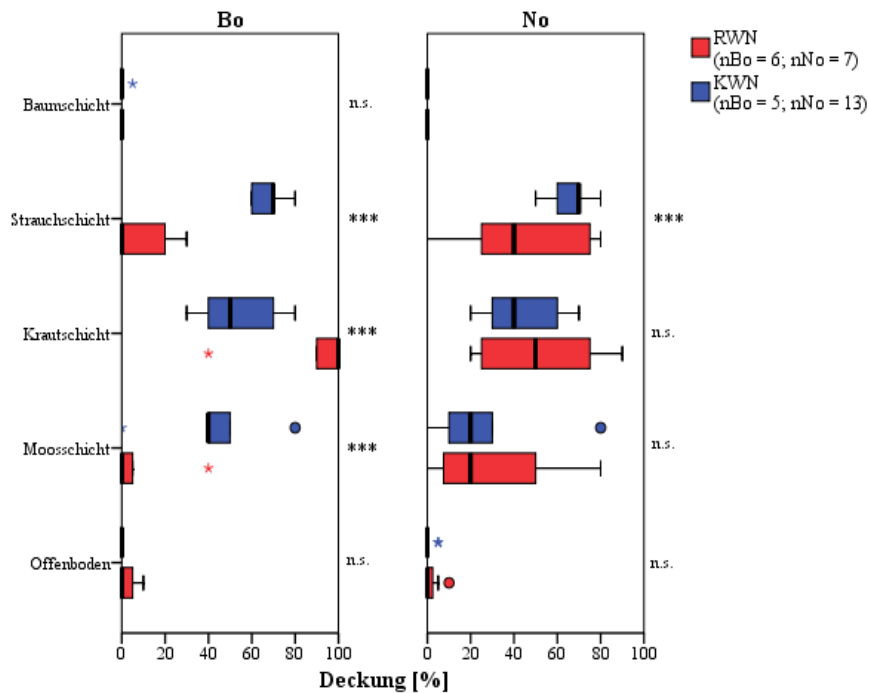 Bo
No
RWN
(nBo = 6; nNo = 7)
KWN
(nBo = 5; nNo = 13)
Baumschicht
n.s.
Strauchschicht
***
***
Krautschicht
***
n.s.
Moosschicht
***
n.s.
Offenboden
n.s.
n.s.
0 20 40 60 80 100
0 20 40 60 80 100
Deckung [%]